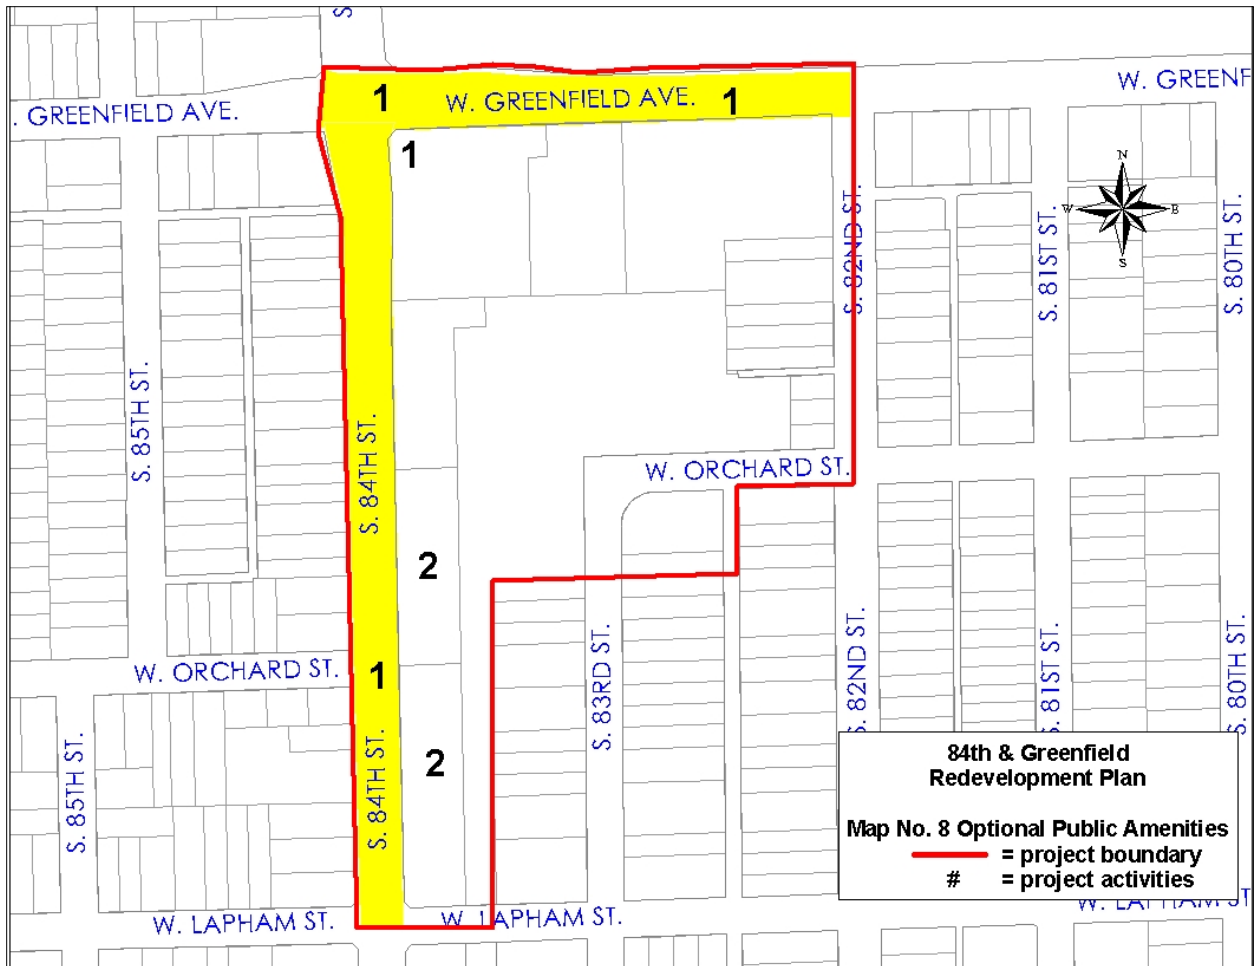 S
. GREENFIELD AVE.
1
W. GREENFIELD AVE.
1
W. GREENF
1
N
W
E
S
S. 82ND ST.
S. 81ST ST.
S. 80TH ST.
S. 85TH ST.
S. 84TH ST.
W. ORCHARD ST.
2
W. ORCHARD ST.
1
S. 83RD ST.
S. 82ND ST.
S. 81ST ST.
S. 80TH ST.
S. 85TH ST.
S. 84TH ST.
2
84th & Greenfield
Redevelopment Plan
Map No. 8 Optional Public Amenities
= project boundary
# = project activities
W. LAPHAM ST.
W. LAPHAM ST.
W. LAPHAM ST